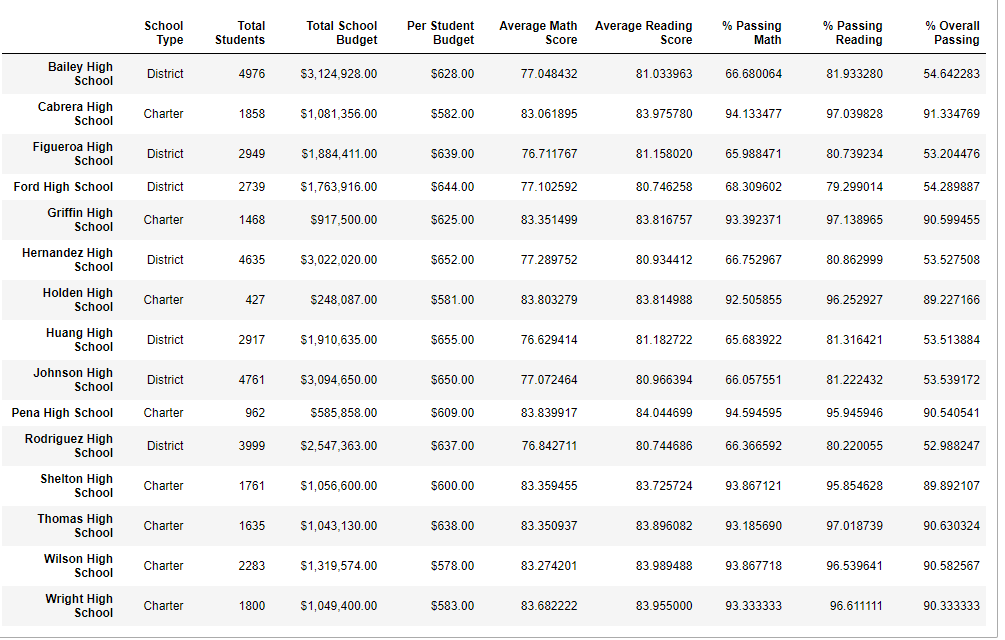 School Type Total Students Total School Budget Per Student Budget Average Math Score Average Reading Score % Passing Math % Passing Reading % Overall Passing
Bailey High School District 4976 $3,124,928.00 $628.00 77.048432 81.033963 66.680064 81.933280 54.642283
Cabrera High School Charter 1858 $1,081,356.00 $582.00 83.061895 83.975780 94.133477 97.039828 91.334769
Figueroa High School District 2949 $1,884,411.00 $639.00 76.711767 81.158020 65.988471 80.739234 53.204476
Ford High School District 2739 $1,763,916.00 $644.00 77.102592 80.746258 68.309602 79.299014 54.289887
Griffin High School Charter 1468 $917,500.00 $625.00 83.351499 83.816757 93.392371 97.138965 90.599455
Hernandez High School District 4635 $3,022,020.00 $652.00 77.289752 80.934412 66.752967 80.862999 53.527508
Holden High School Charter 427 $248,087.00 $581.00 83.803279 83.814988 92.505855 96.252927 89.227166
Huang High School District 2917 $1,910,635.00 $655.00 76.629414 81.182722 65.683922 81.316421 53.513884
Johnson High School District 4761 $3,094,650.00 $650.00 77.072464 80.966394 66.057551 81.222432 53.539172
Pena High School Charter 962 $585,858.00 $609.00 83.839917 84.044699 94.594595 95.945946 90.540541
Rodriguez High School District 3999 $2,547,363.00 $637.00 76.842711 80.744686 66.366592 80.220055 52.988247
Shelton High School Charter 1761 $1,056,600.00 $600.00 83.359455 83.725724 93.867121 95.854628 89.892107
Thomas High School Charter 1635 $1,043,130.00 $638.00 83.350937 83.896082 93.185690 97.018739 90.630324
Wilson High School Charter 2283 $1,319,574.00 $578.00 83.274201 83.989488 93.867718 96.539641 90.582567
Wright High School Charter 1800 $1,049,400.00 $583.00 83.682222 83.955000 93.333333 96.611111 90.333333